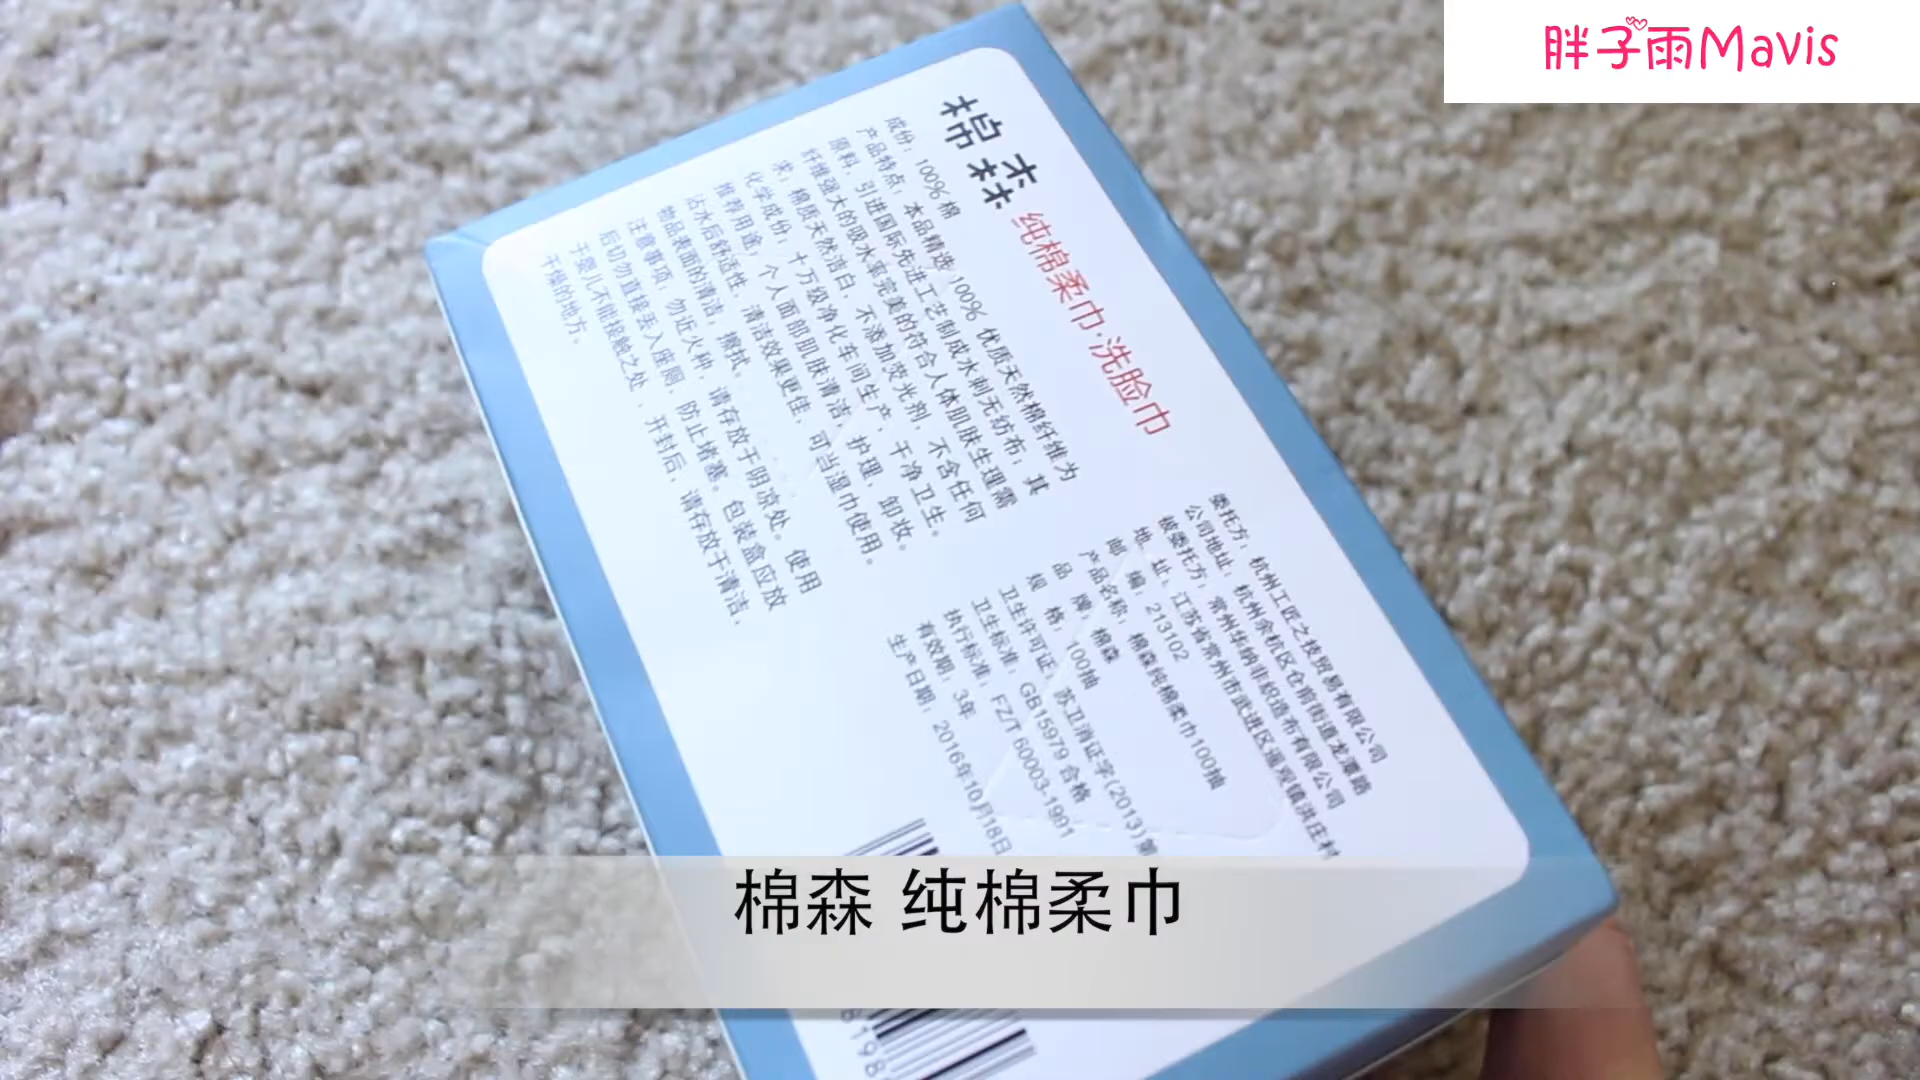 胖子雨Mavis
棉森
纯棉柔巾·洗脸巾
成份：100%棉
产品特点：本品精选100%优质天然棉纤维为
原料，引进国际先进工艺制成水刺无纺布；其
纤维强大的吸水率完美的符合人体肌肤生理需
求，棉质天然洁白，不添加荧光剂，不含任何
化学成份；十万级净化车间生产，干净卫生。
推荐用途：个人面部肌肤清洁、护理、卸妆。
沾水后舒适性，清洁效果更佳，可当湿巾使用。
物品表面的清洁，擦拭。
注意事项：勿近火种，请存放于阴凉处。使用
后切勿直接丢入座厕，防止堵塞。包装盒应放
于婴儿不能接触之处，开封后，请存放于清洁、
干燥的地方。
委托方：杭州工匠之技贸易有限公司
公司地址：杭州余杭区仓前街道龙潭路
被委托方：常州华纳非织造布有限公司
地址：江苏省常州市武进区遥观镇洪庄村
邮编：213102
产品名称：棉森纯棉柔巾100抽
品牌：棉森
规格：100抽
卫生许可证：苏卫消证字(2013)第
卫生标准：GB15979合格
执行标准：FZ/T 60003-1991
有效期：3年
生产日期：2016年10月18日
棉森 纯棉柔巾